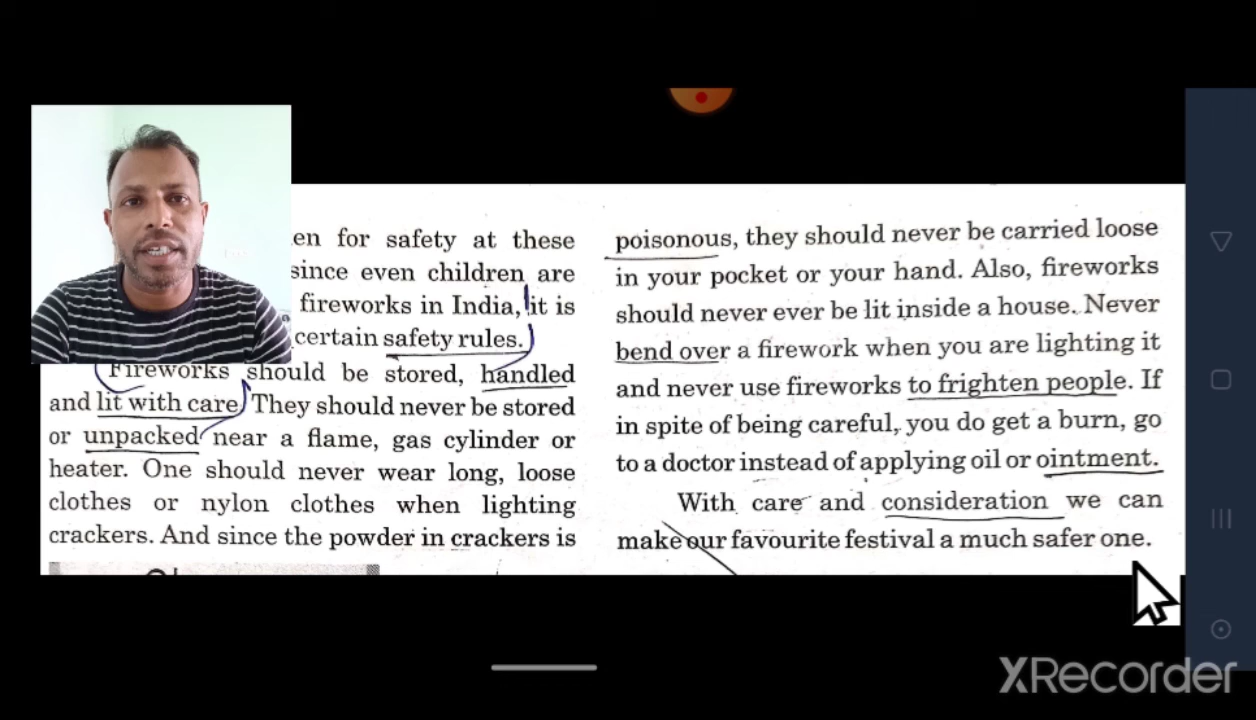 en for safety at these
since even children are
fireworks in India, it is
certain safety rules.
Fireworks should be stored, handled
and lit with care. They should never be stored
or unpacked near a flame, gas cylinder or
heater. One should never wear long, loose
clothes or nylon clothes when lighting
crackers. And since the powder in crackers is
poisonous, they should never be carried loose
in your pocket or your hand. Also, fireworks
should never ever be lit inside a house. Never
bend over a firework when you are lighting it
and never use fireworks to frighten people. If
in spite of being careful, you do get a burn, go
to a doctor instead of applying oil or ointment.
With care and consideration we can
make our favourite festival a much safer one.
XRecorder